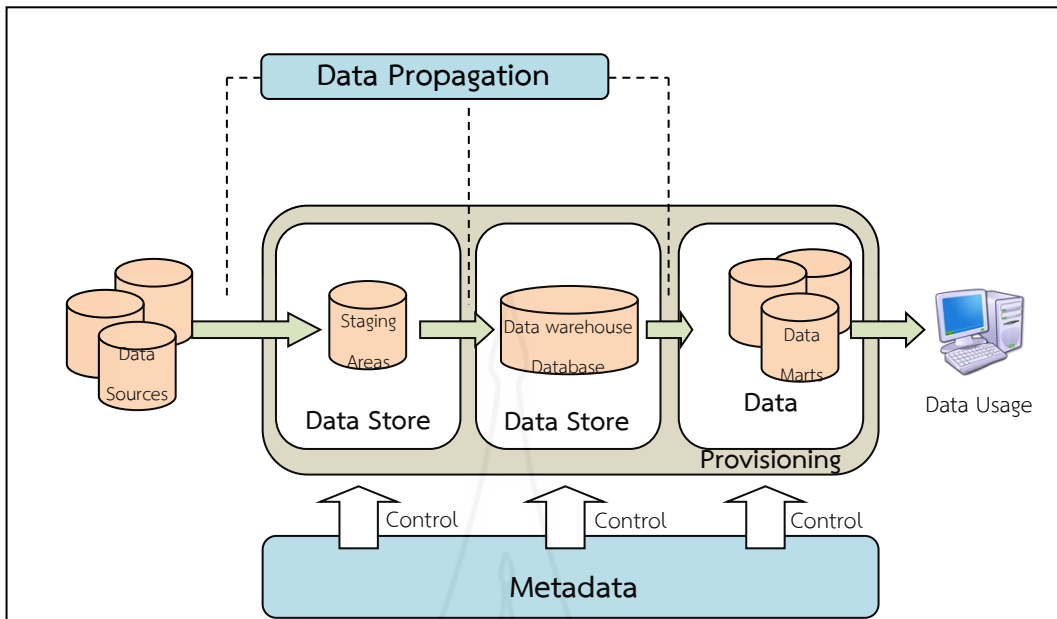 Data Propagation
Data
Sources
Staging
Areas
Data Store
Data warehouse
Database
Data Store
Data
Marts
Data
Provisioning
Data Usage
Control
Control
Control
Metadata